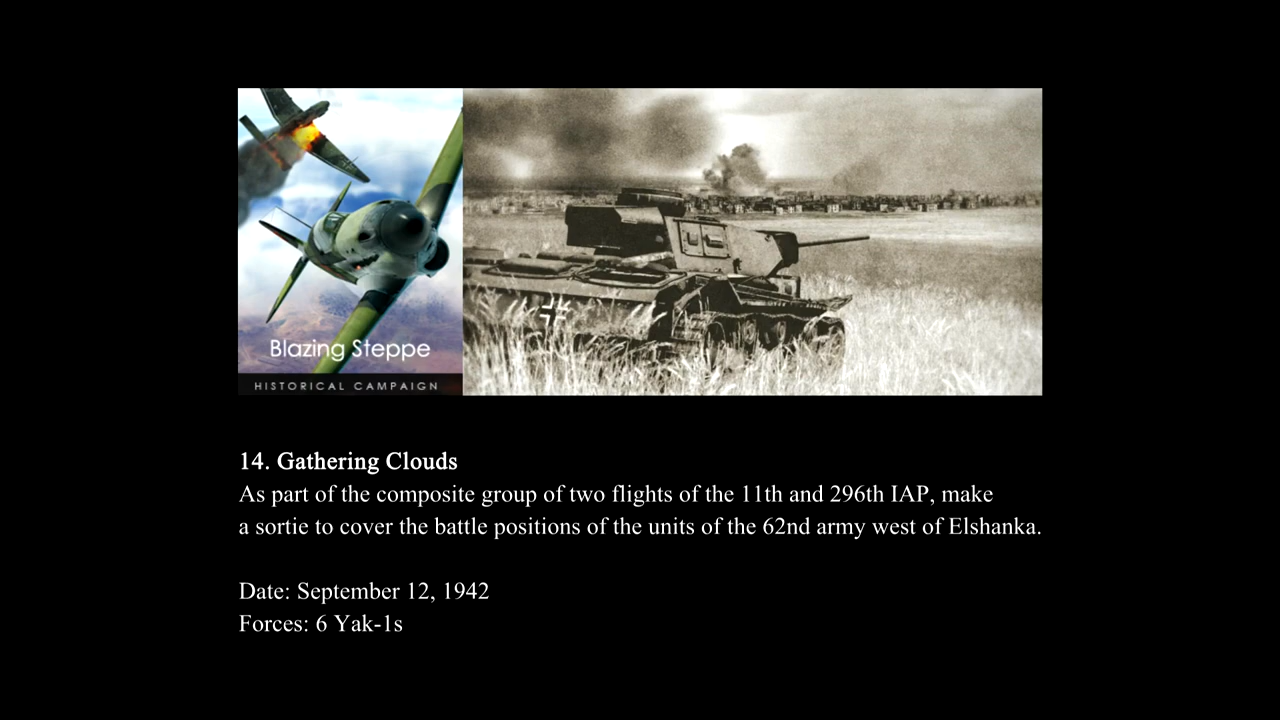 Blazing Steppe
HISTORICAL CAMPAIGN
14. Gathering Clouds
As part of the composite group of two flights of the 11th and 296th IAP, make
a sortie to cover the battle positions of the units of the 62nd army west of Elshanka.
Date: September 12, 1942
Forces: 6 Yak-1s